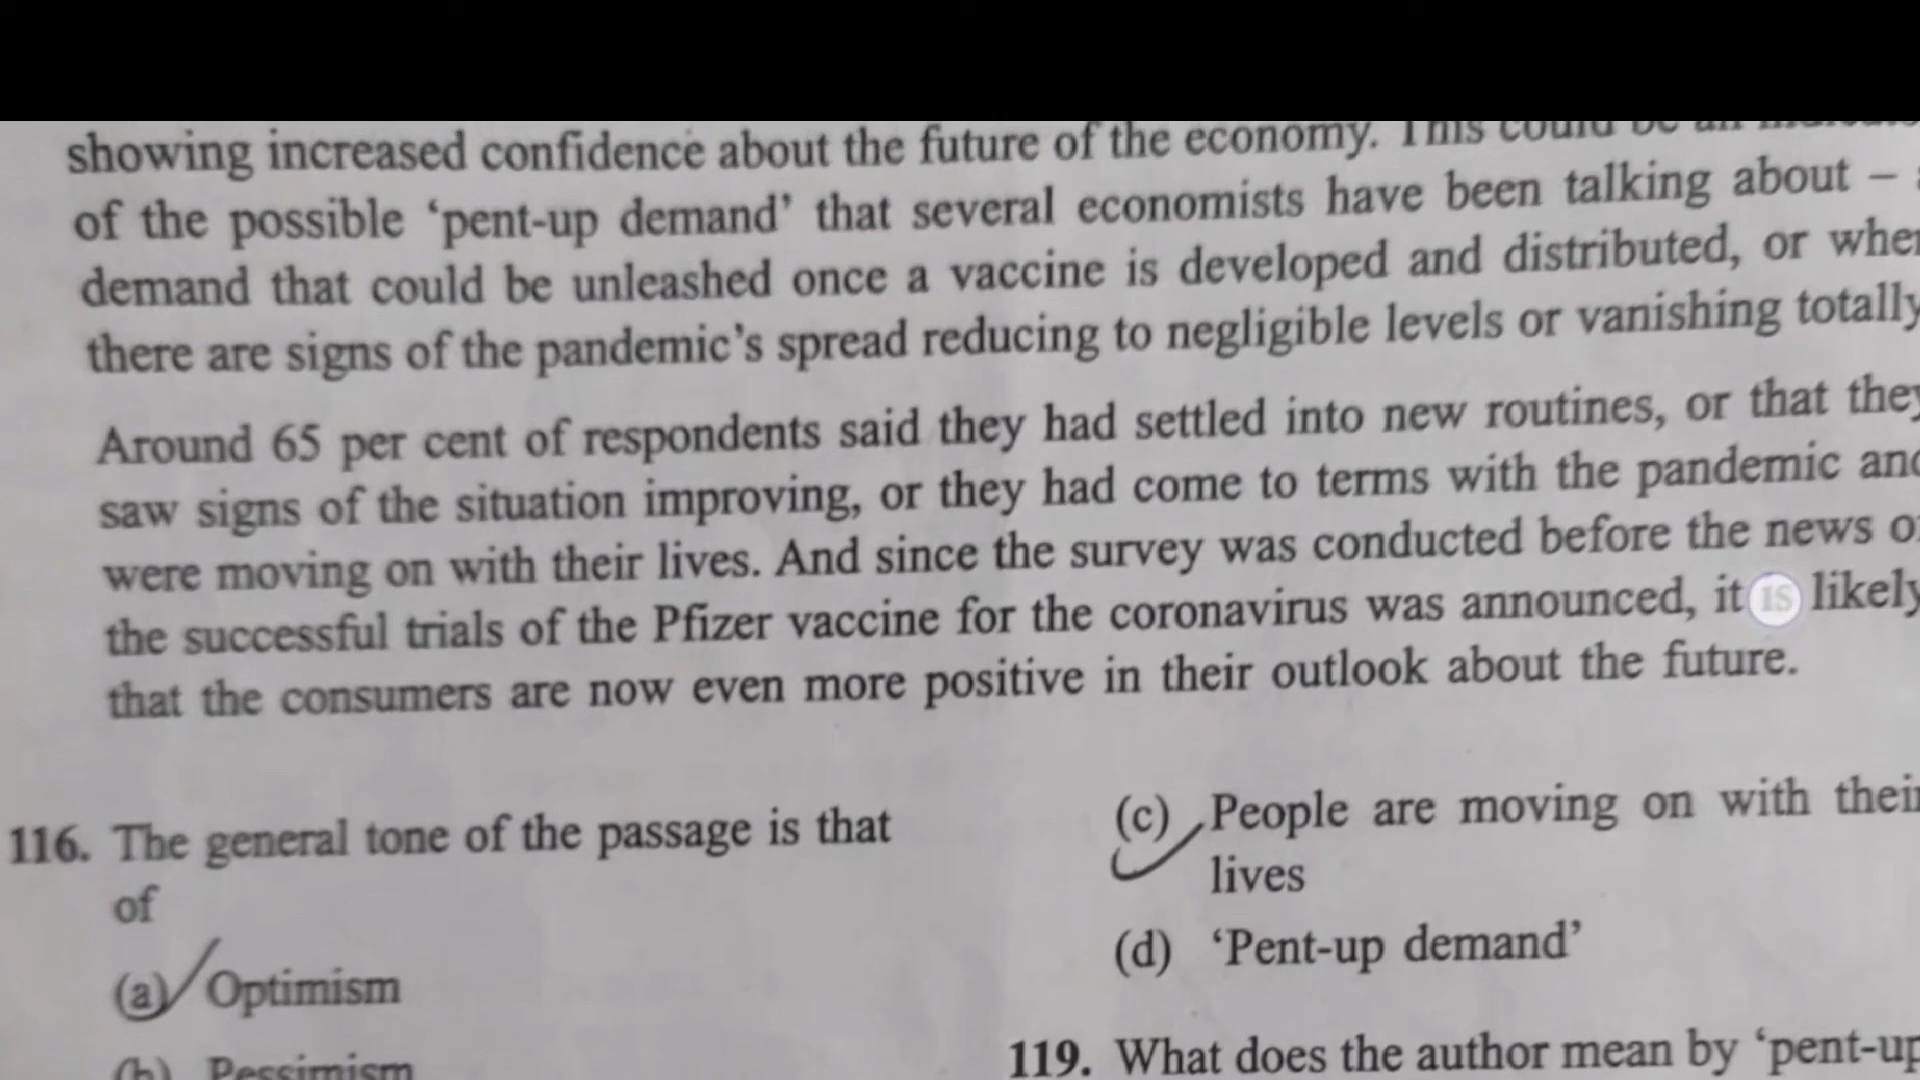 showing increased confidence about the future of the economy. This could be an
of the possible ‘pent-up demand’ that several economists have been talking about –
demand that could be unleashed once a vaccine is developed and distributed, or when
there are signs of the pandemic’s spread reducing to negligible levels or vanishing totally
Around 65 per cent of respondents said they had settled into new routines, or that they
saw signs of the situation improving, or they had come to terms with the pandemic and
were moving on with their lives. And since the survey was conducted before the news
the successful trials of the Pfizer vaccine for the coronavirus was announced, it is likely
that the consumers are now even more positive in their outlook about the future.
116. The general tone of the passage is that
of
(a) Optimism
(b) Pessimism
(c) People are moving on with their
lives
(d) ‘Pent-up demand’
119. What does the author mean by ‘pent-up